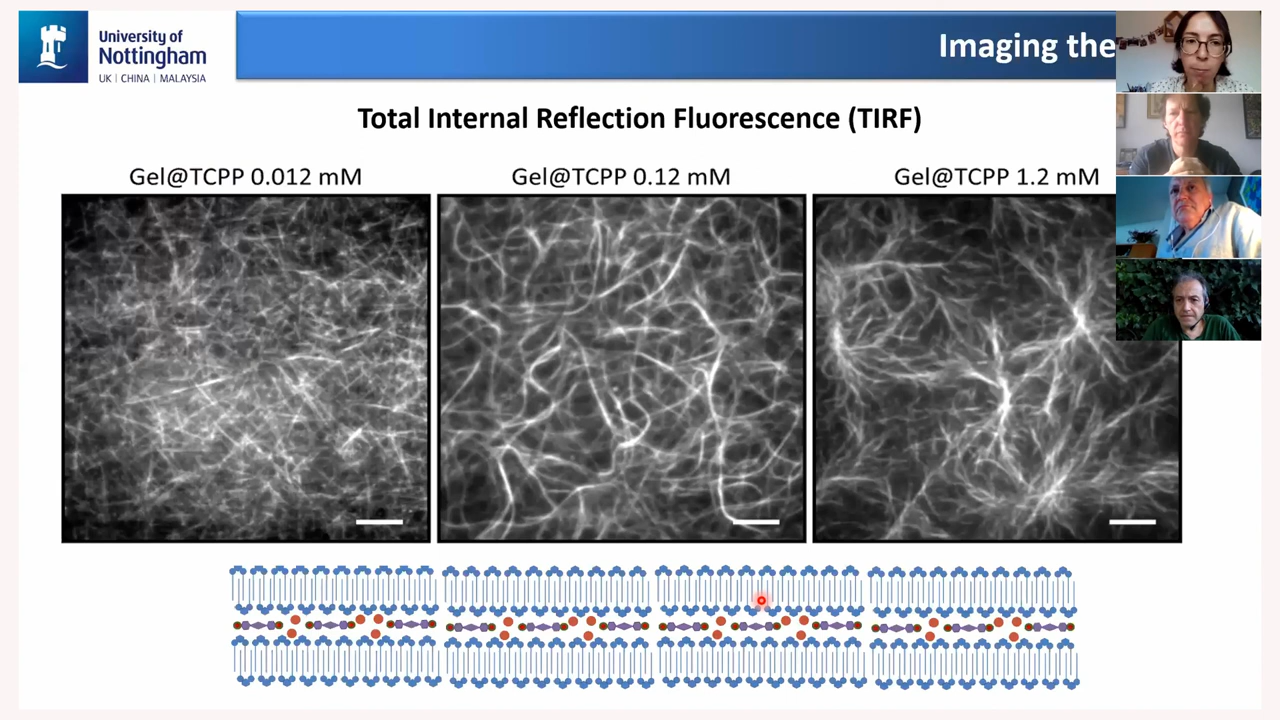 University of
Nottingham
UK | CHINA | MALAYSIA
Imaging the
Total Internal Reflection Fluorescence (TIRF)
Gel@TCPP 0.012 mM
Gel@TCPP 0.12 mM
Gel@TCPP 1.2 mM